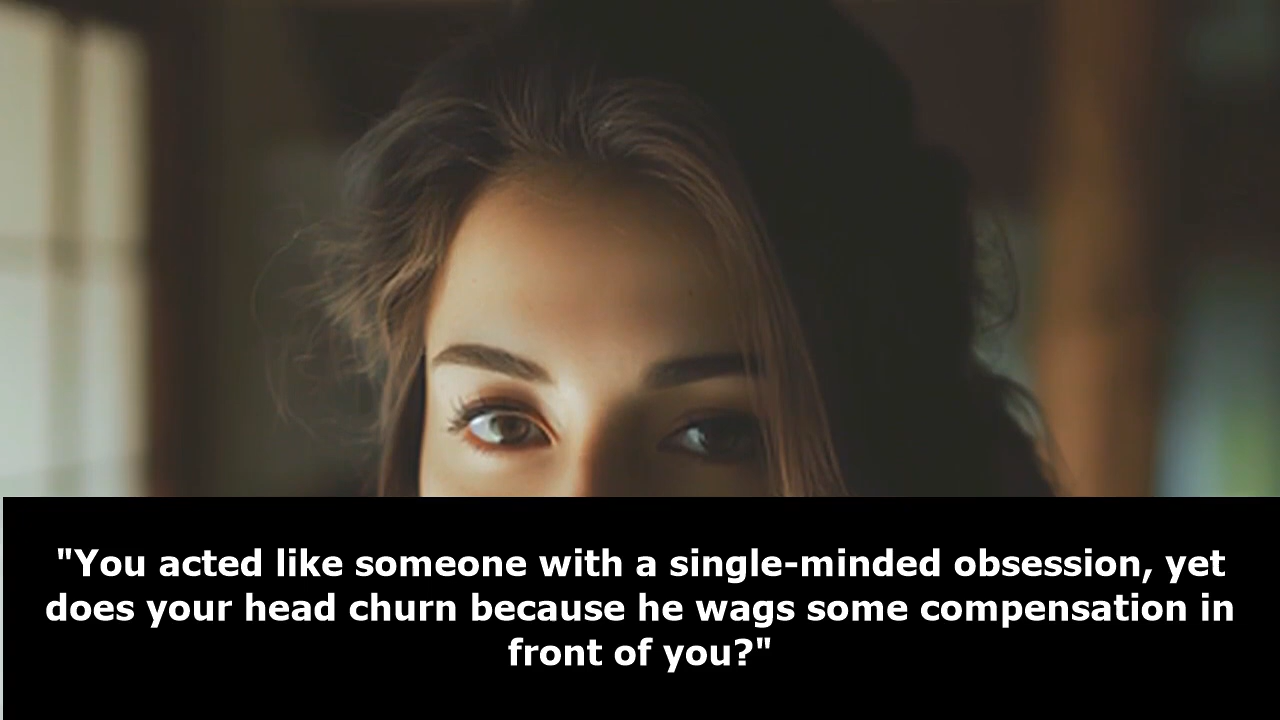 "You acted like someone with a single-minded obsession, yet
does your head churn because he wags some compensation in
front of you?"